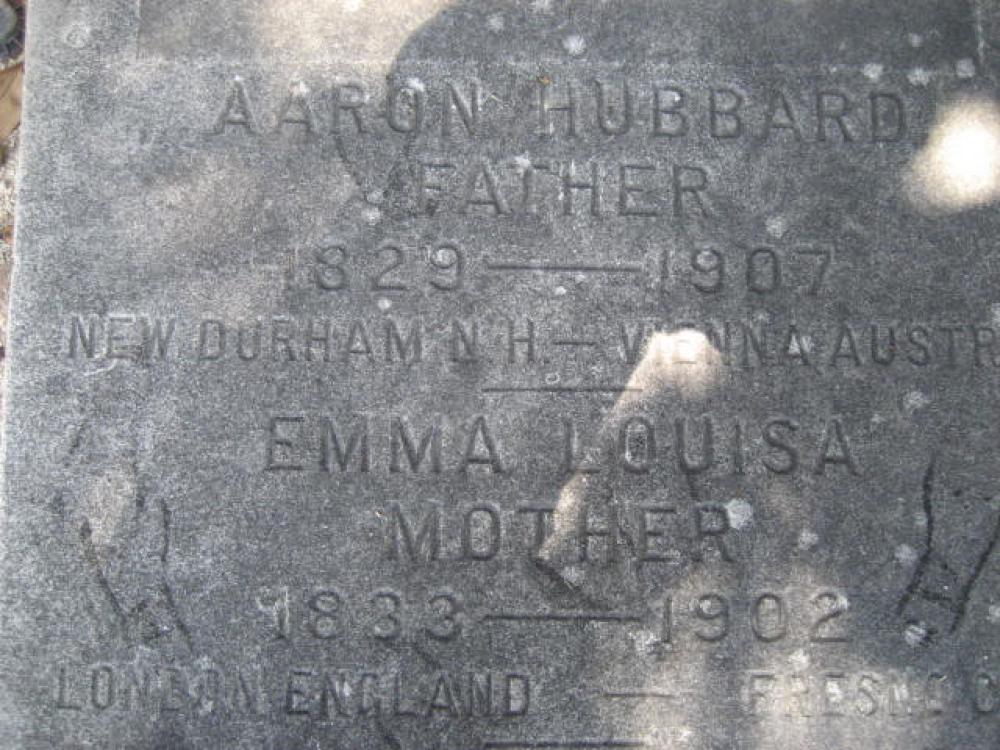 AARON HUBBARD
FATHER
1829 — 1907
NEW DURHAM N.H. — VIENNA AUSTR
EMMA LOUISA
MOTHER
1833 — 1902
LONDON ENGLAND — FRESNO C